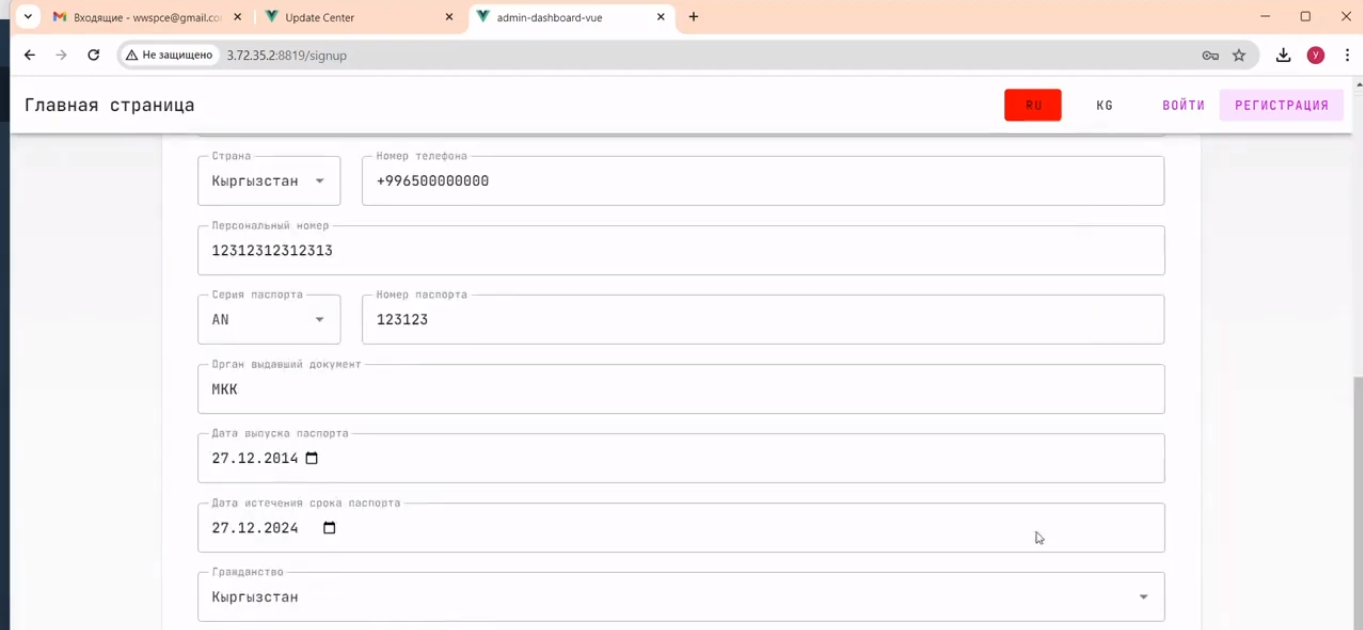 Входящие - wwspce@gmail.co
Update Center
admin-dashboard-vue
Не защищено
3.72.35.2:8819/signup
У
Главная страница
RU
KG
ВОЙТИ
РЕГИСТРАЦИЯ
Страна
Кыргызстан
Номер телефона
+996500000000
Персональный номер
12312312312313
Серия паспорта
AN
Номер паспорта
123123
Орган выдавший документ
МКК
Дата выпуска паспорта
27.12.2014
Дата истечения срока паспорта
27.12.2024
Гражданство
Кыргызстан